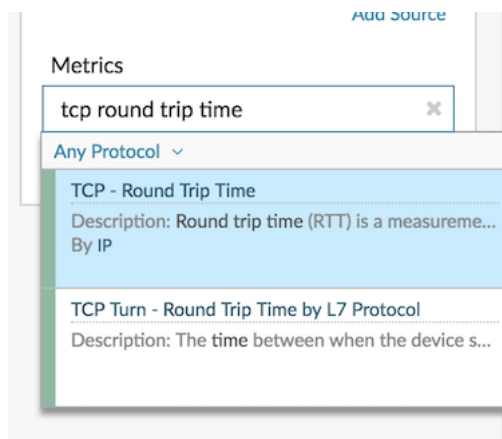 Add Source
Metrics
tcp round trip time
Any Protocol
TCP - Round Trip Time
Description: Round trip time (RTT) is a measureme...
By IP
TCP Turn - Round Trip Time by L7 Protocol
Description: The time between when the device s...